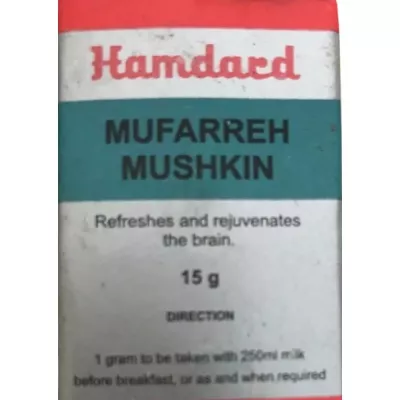 Hamdard
MUFARREH
MUSHKIN
Refreshes and rejuvenates
the brain.
15 g
DIRECTION
1 gram to be taken with 250ml milk
before breakfast, or as and when required